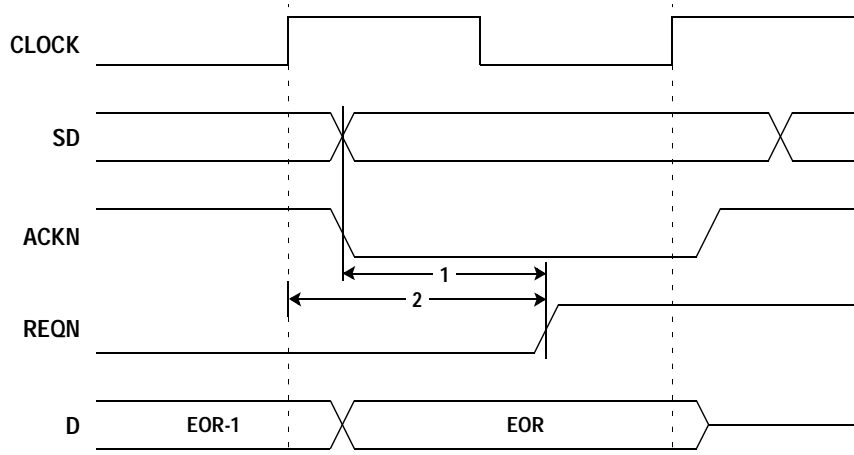 CLOCK
SD
ACKN
1
2
REQN
D
EOR-1
EOR